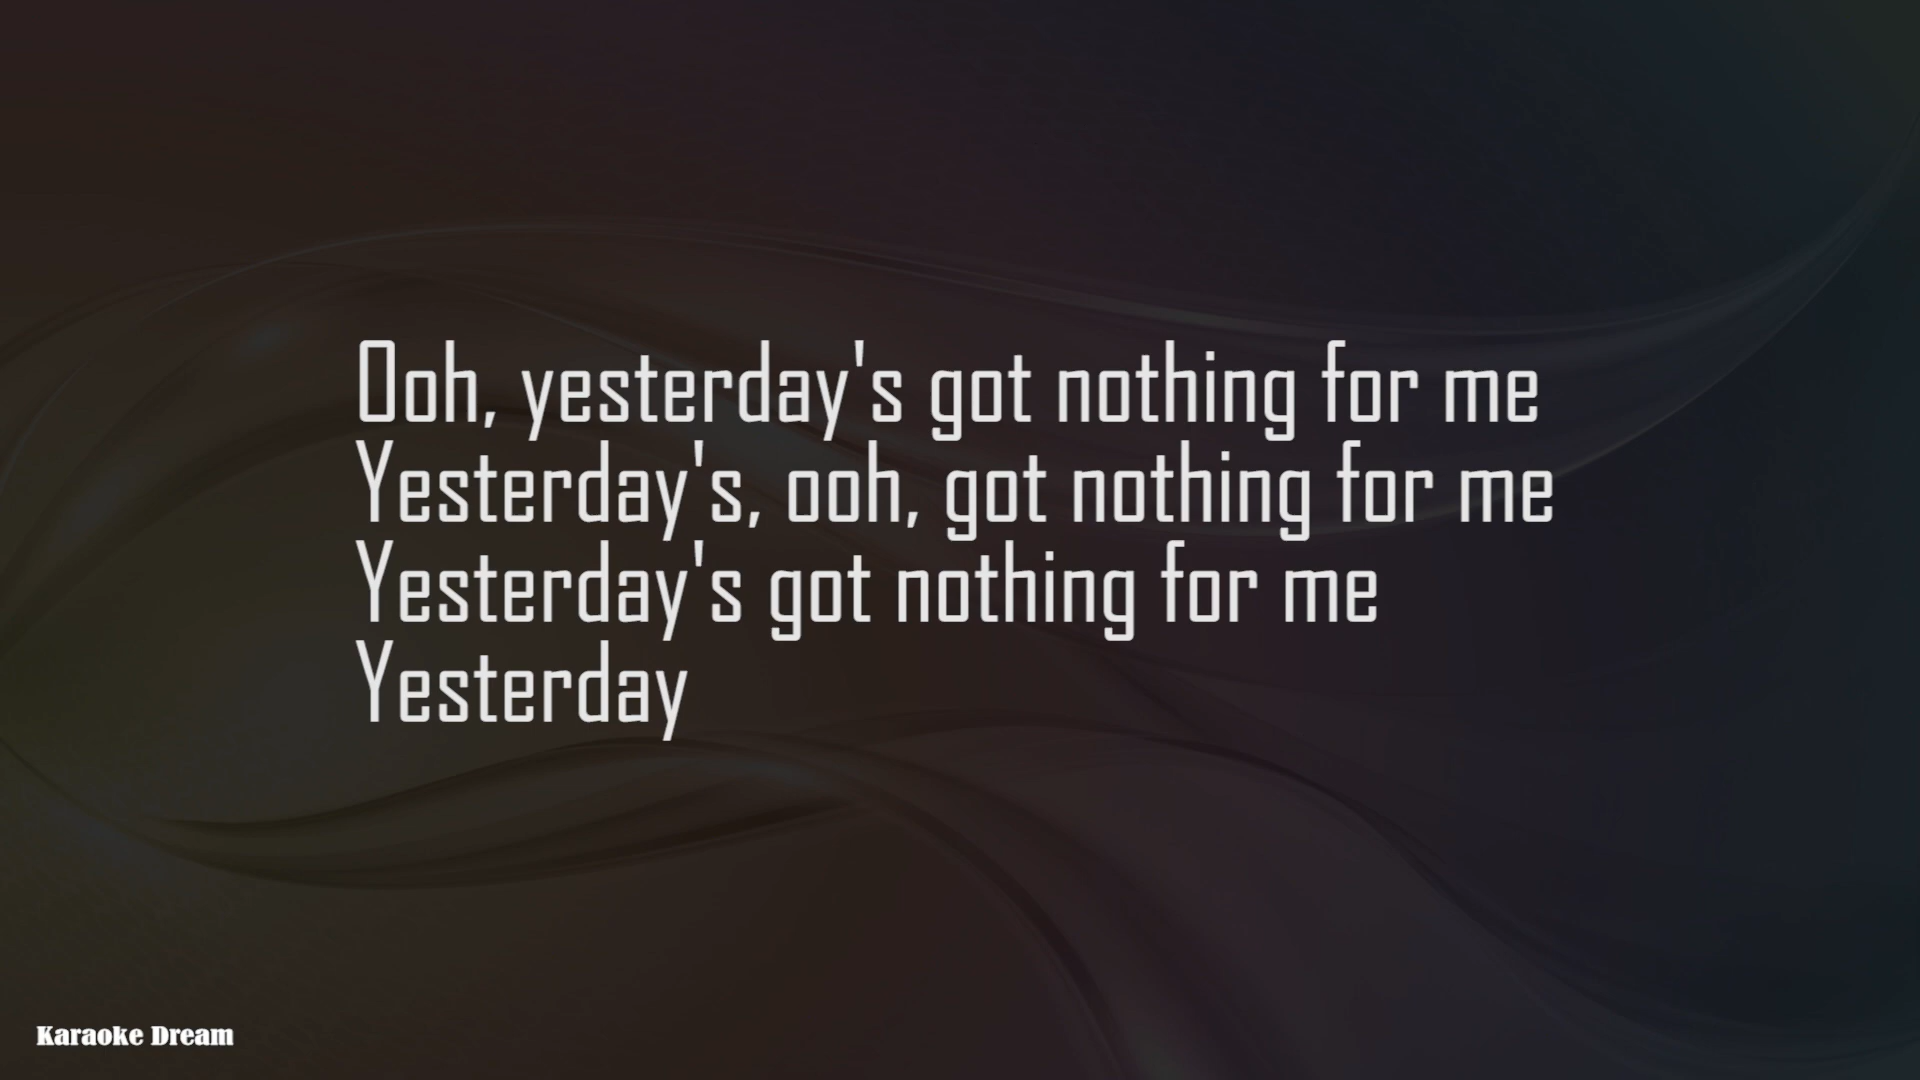 Ooh, yesterday's got nothing for me
Yesterday's, ooh, got nothing for me
Yesterday's got nothing for me
Yesterday
Karaoke Dream